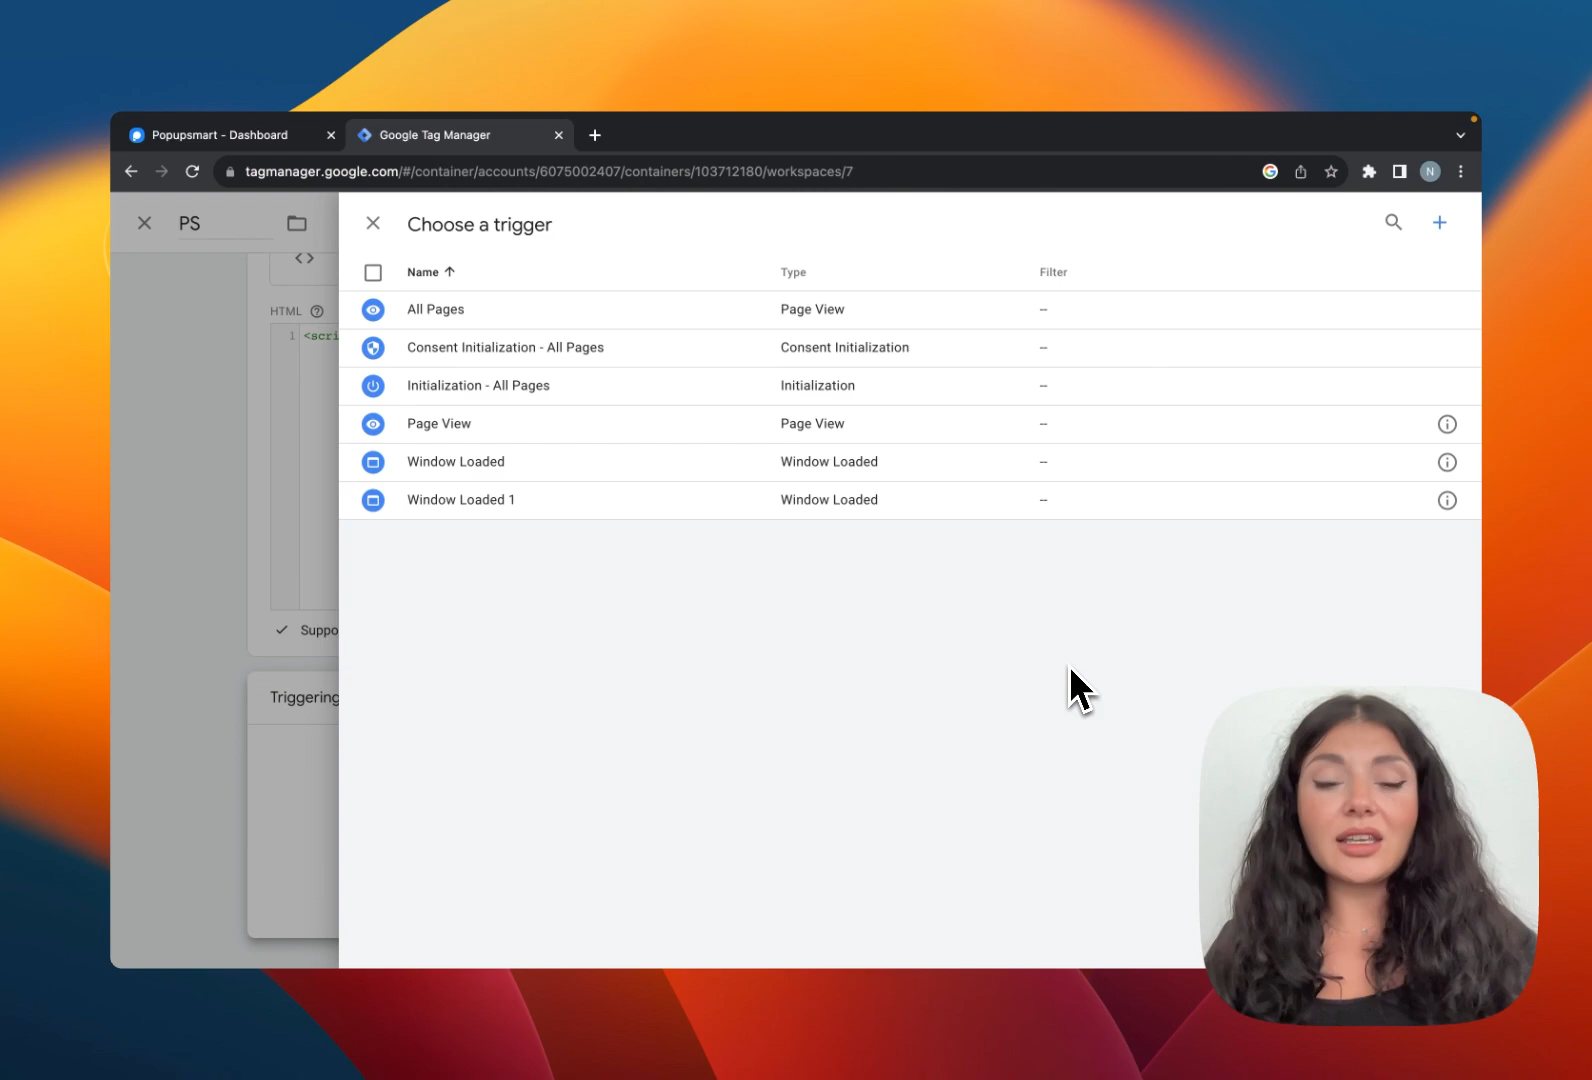 Popupsmart - Dashboard
Google Tag Manager
tagmanager.google.com/#/container/accounts/6075002407/containers/103712180/workspaces/7
N
PS
Choose a trigger
Name Type Filter
All Pages Page View --
Consent Initialization - All Pages Consent Initialization --
Initialization - All Pages Initialization --
Page View Page View --
Window Loaded Window Loaded --
Window Loaded 1 Window Loaded --
HTML
1 <scri
Suppo
Triggering